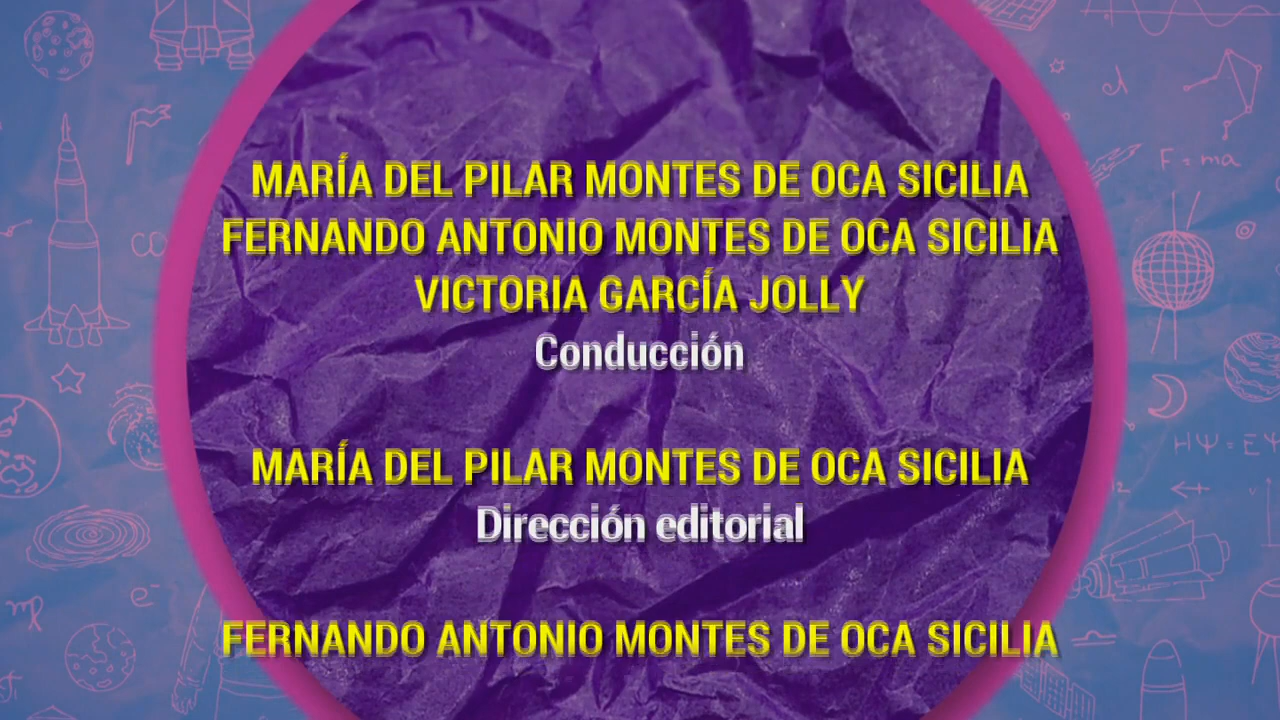 MARÍA DEL PILAR MONTES DE OCA SICILIA
FERNANDO ANTONIO MONTES DE OCA SICILIA
VICTORIA GARCÍA JOLLY
Conducción
MARÍA DEL PILAR MONTES DE OCA SICILIA
Dirección editorial
FERNANDO ANTONIO MONTES DE OCA SICILIA
F=ma